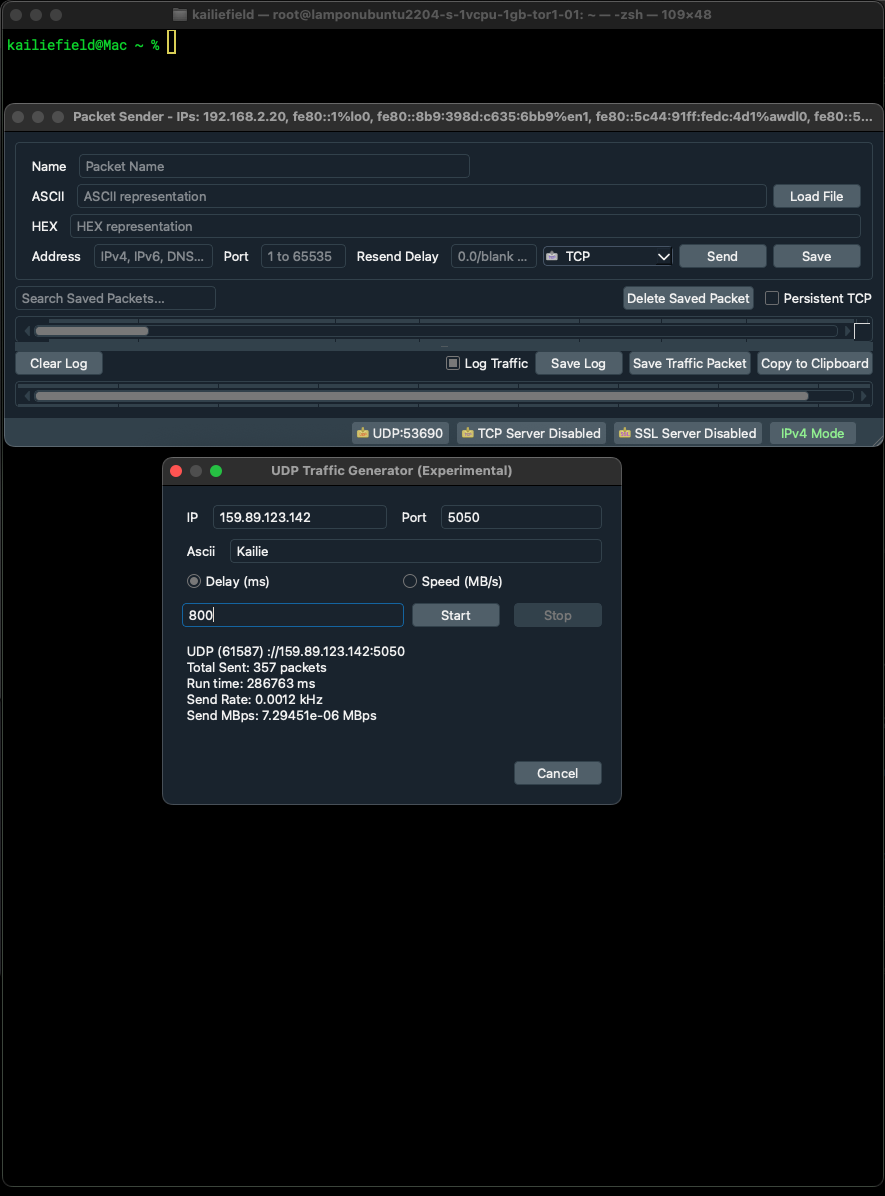 kailiefield — root@lamponubuntu2204-s-1vcpu-1gb-tor1-01: ~ — -zsh — 109×48
kailiefield@Mac ~ %
Packet Sender - IPs: 192.168.2.20, fe80::1%lo0, fe80::8b9:398d:c635:6bb9%en1, fe80::5c44:91ff:fedc:4d1%awdl0, fe80::5...
Name Packet Name
ASCII ASCII representation Load File
HEX HEX representation
Address IPv4, IPv6, DNS... Port 1 to 65535 Resend Delay 0.0/blank ... TCP Send Save
Search Saved Packets... Delete Saved Packet Persistent TCP
Clear Log Log Traffic Save Log Save Traffic Packet Copy to Clipboard
UDP:53690 TCP Server Disabled SSL Server Disabled IPv4 Mode
UDP Traffic Generator (Experimental)
IP 159.89.123.142 Port 5050
Ascii Kailie
Delay (ms) Speed (MB/s)
800 Start Stop
UDP (61587) ://159.89.123.142:5050
Total Sent: 357 packets
Run time: 286763 ms
Send Rate: 0.0012 kHz
Send MBps: 7.29451e-06 MBps
Cancel